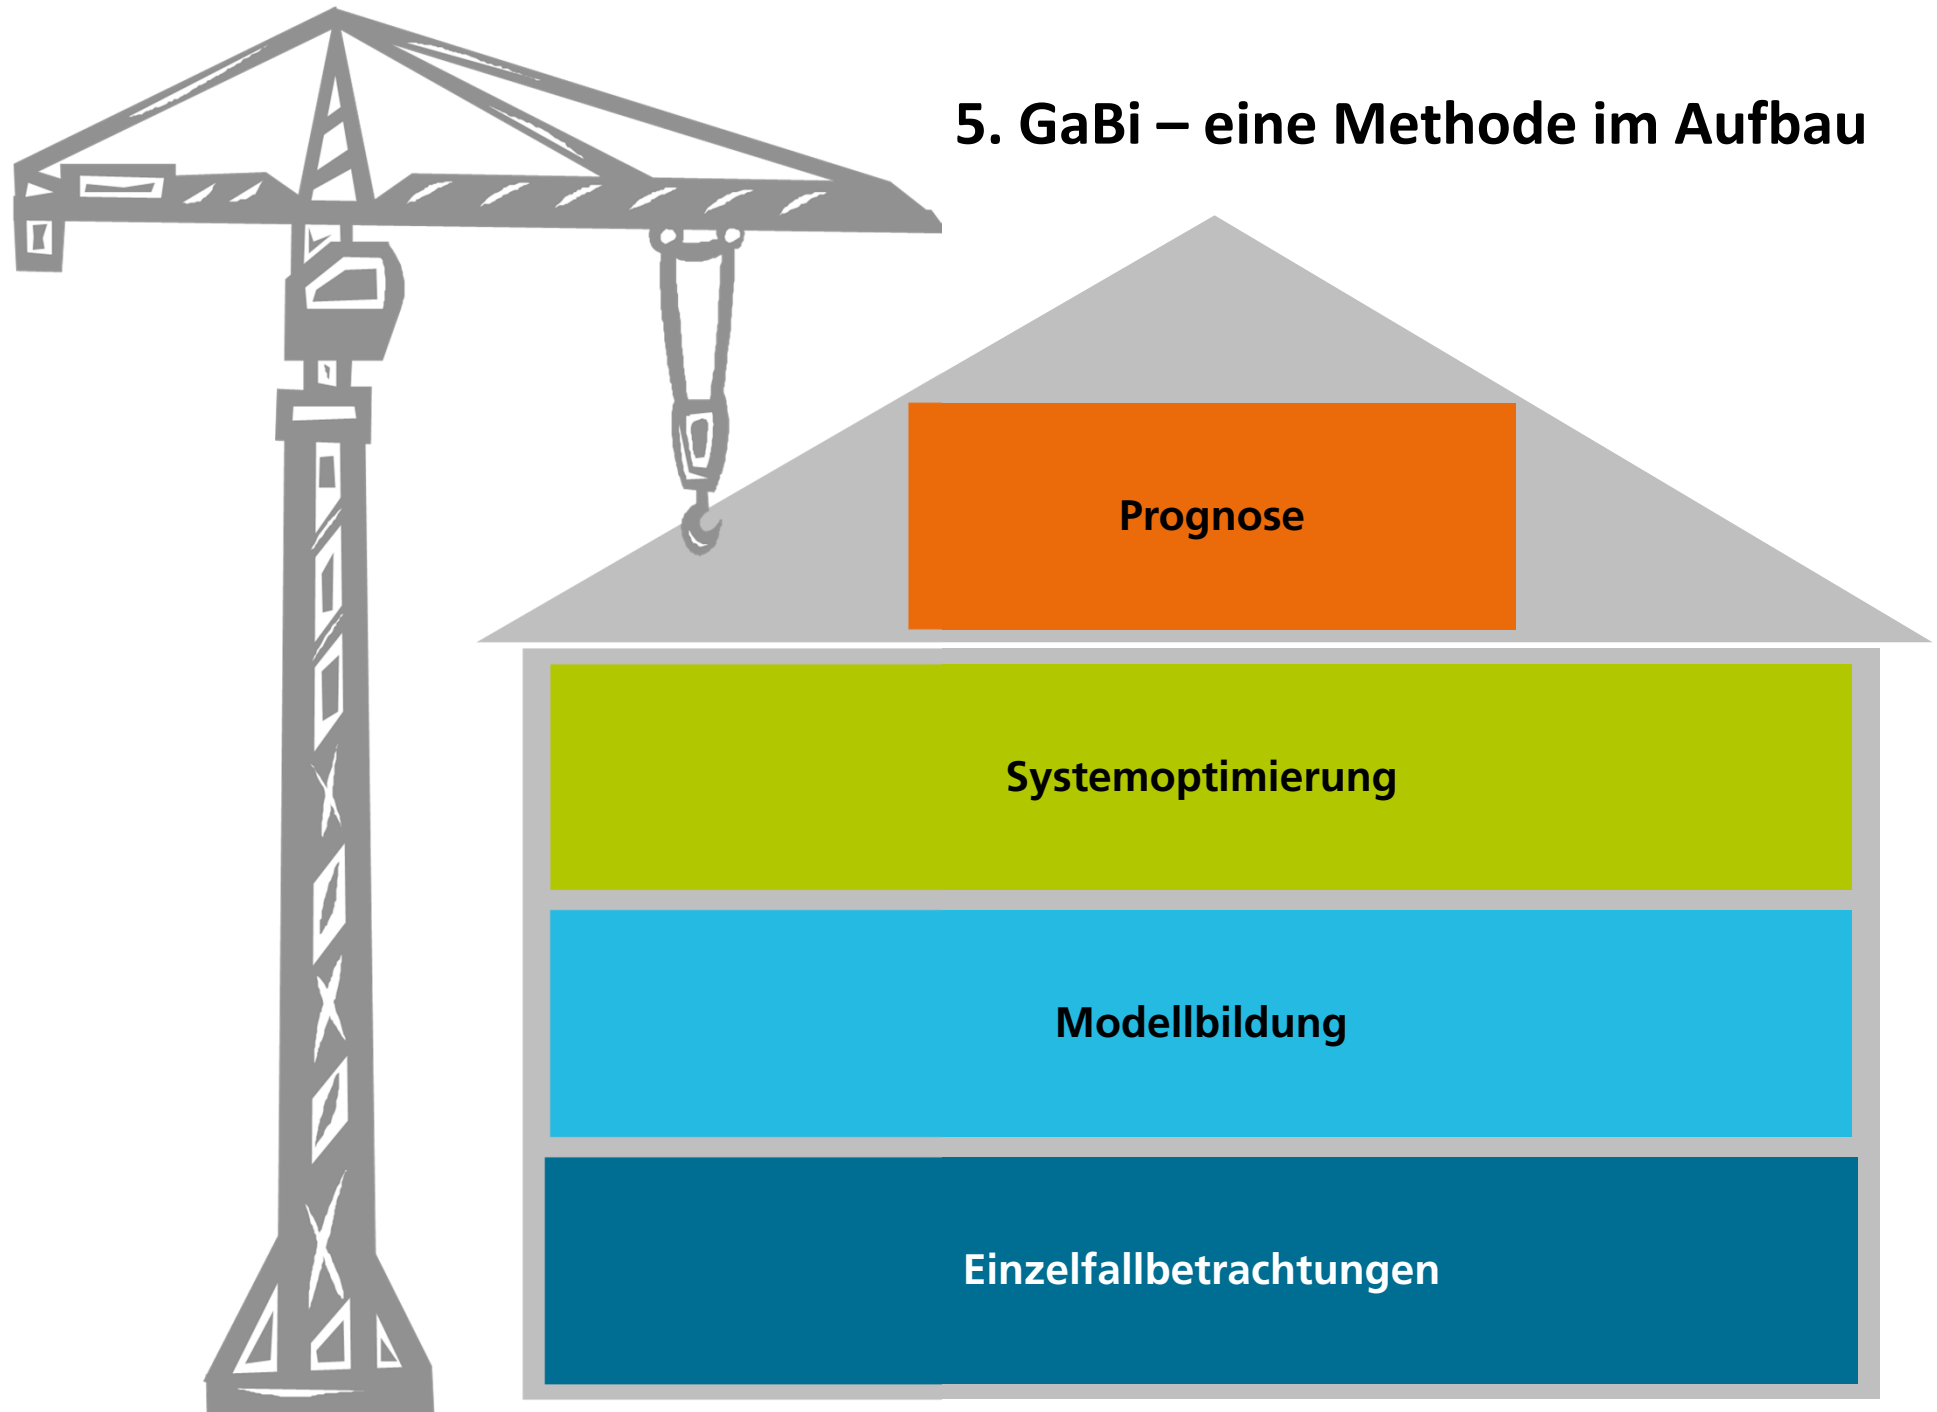 5. GaBi – eine Methode im Aufbau
Prognose
Systemoptimierung
Modellbildung
Einzelfallbetrachtungen